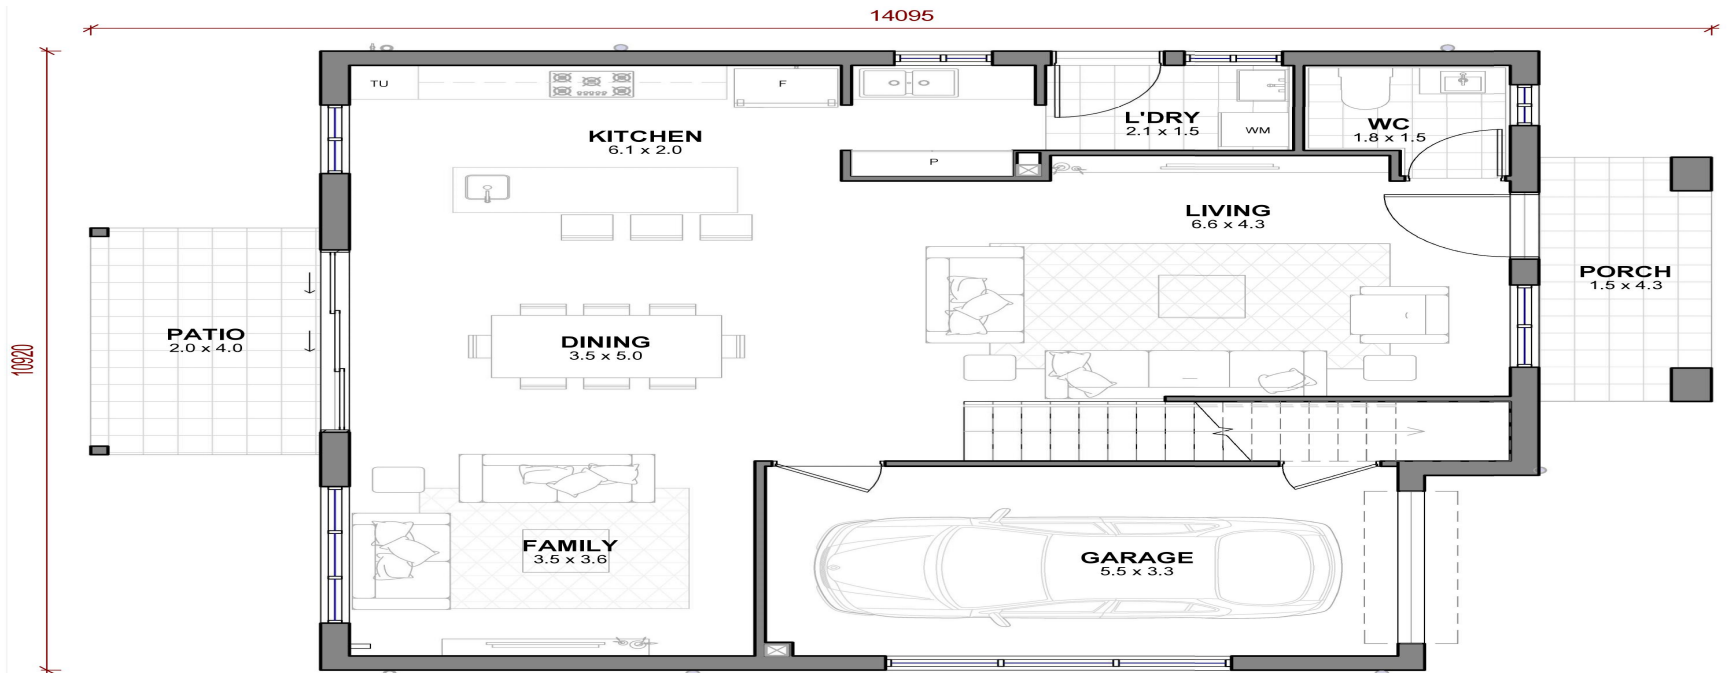 14095
10920
TU
F
KITCHEN
6.1 x 2.0
P
L'DRY
2.1 x 1.5
WM
WC
1.8 x 1.5
LIVING
6.6 x 4.3
PORCH
1.5 x 4.3
PATIO
2.0 x 4.0
DINING
3.5 x 5.0
FAMILY
3.5 x 3.6
GARAGE
5.5 x 3.3